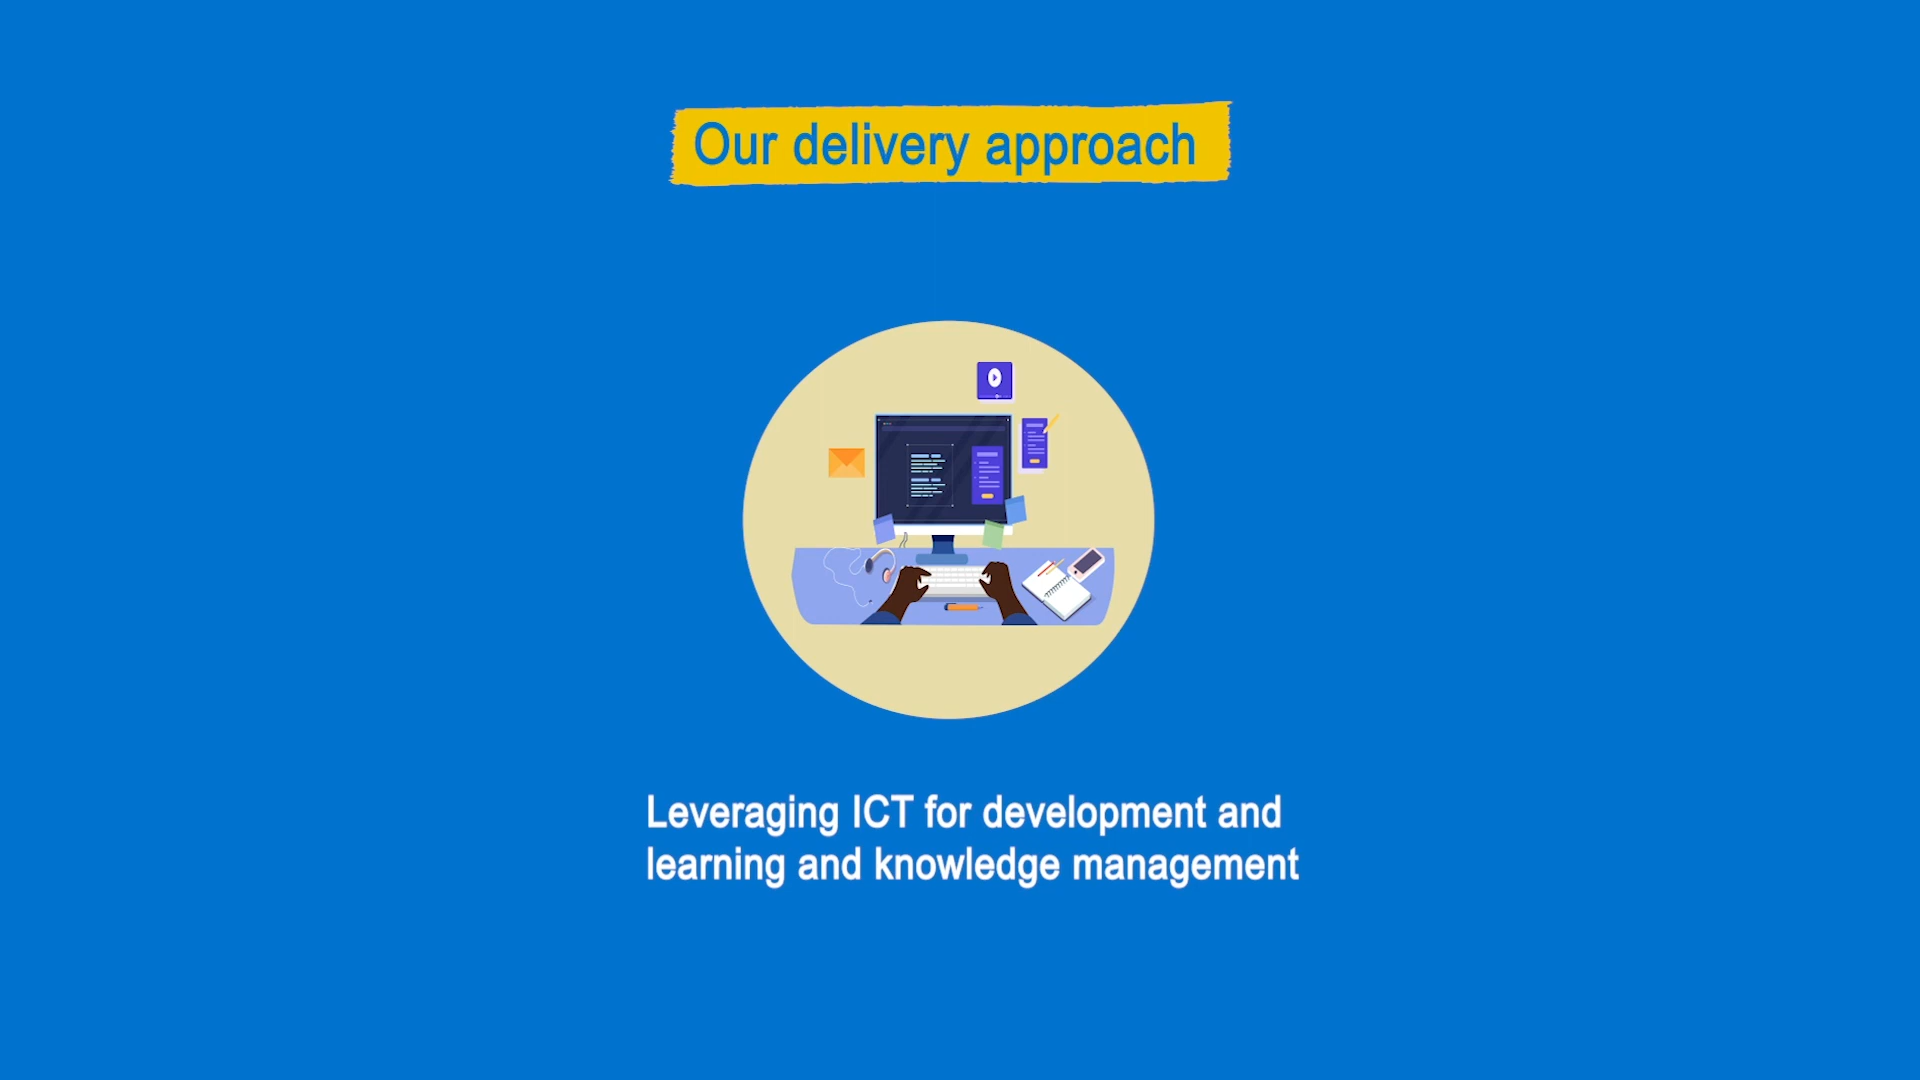 Our delivery approach
Leveraging ICT for development and
learning and knowledge management